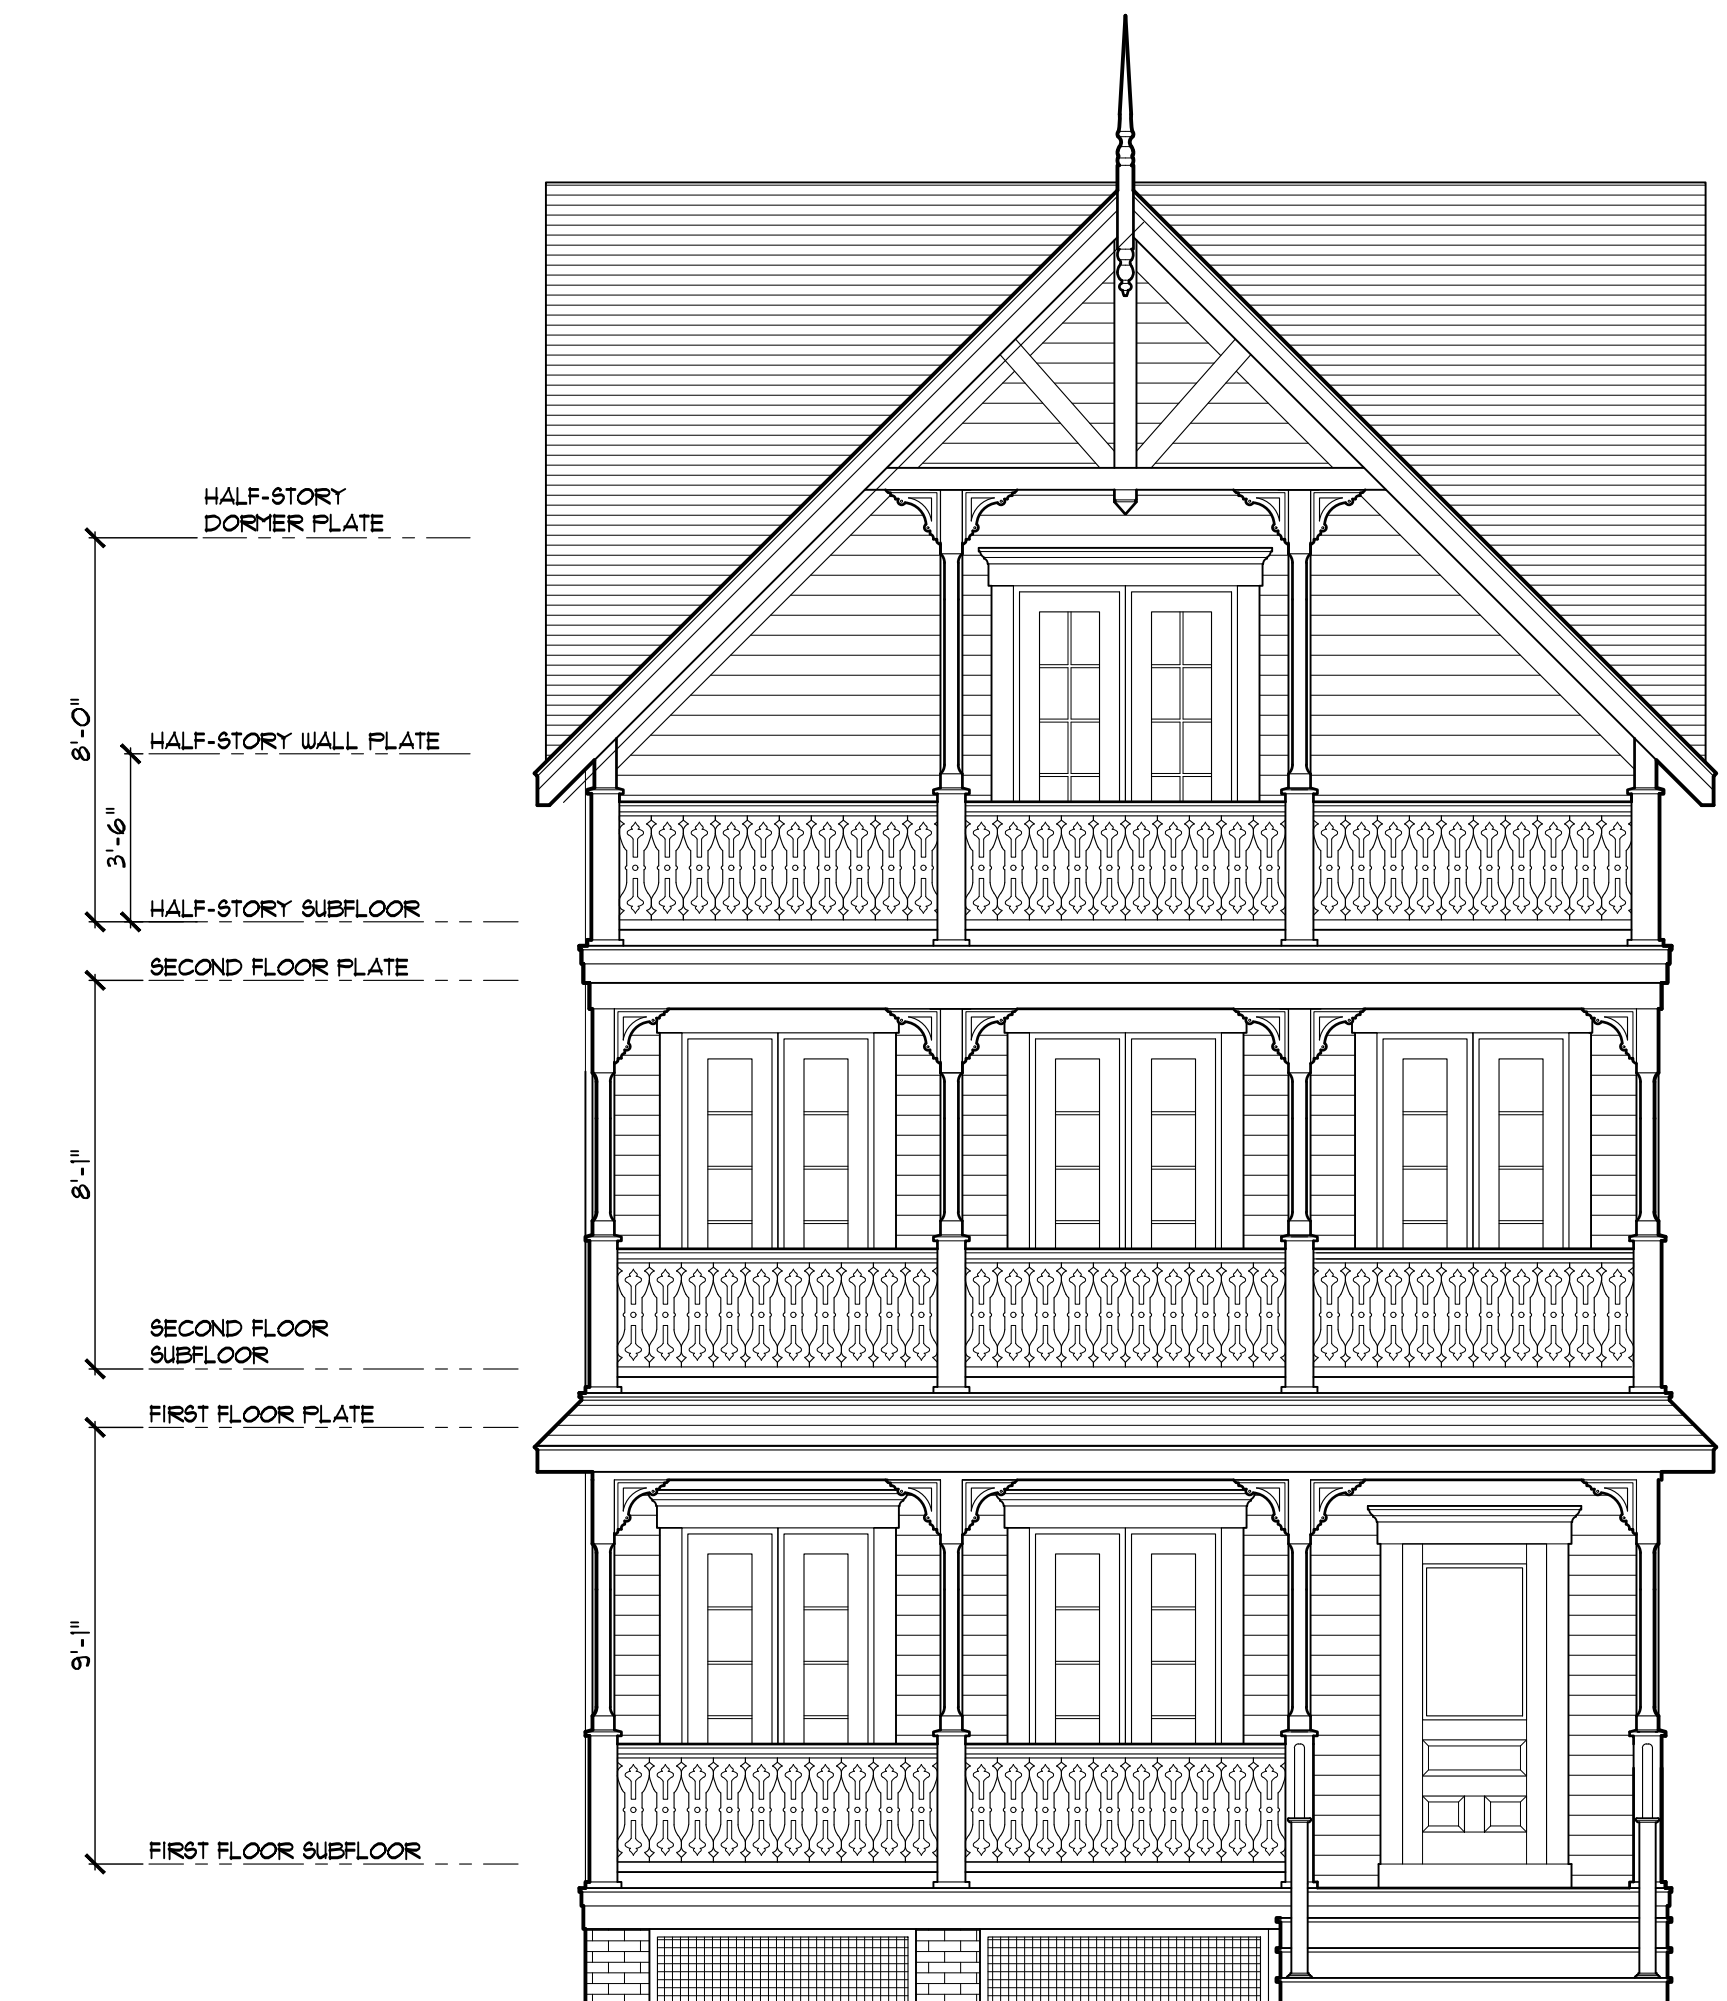 HALF-STORY
DORMER PLATE
8'-0"
HALF-STORY WALL PLATE
3'-6"
HALF-STORY SUBFLOOR
SECOND FLOOR PLATE
8'-1"
SECOND FLOOR
SUBFLOOR
FIRST FLOOR PLATE
9'-1"
FIRST FLOOR SUBFLOOR